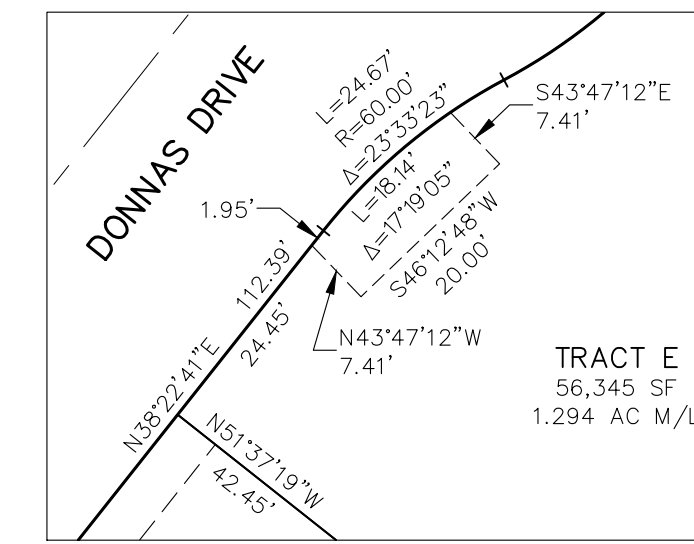 DONNAS DRIVE
L=24.67'
R=60.00'
Δ=23°33'23"
L=18.14'
Δ=17°19'05"
S43°47'12"E
7.41'
S46°12'48"W
20.00'
1.95'
112.39'
24.45'
N43°47'12"W
7.41'
N38°22'41"E
N51°37'19"W
42.45'
TRACT E
56,345 SF
1.294 AC M/L